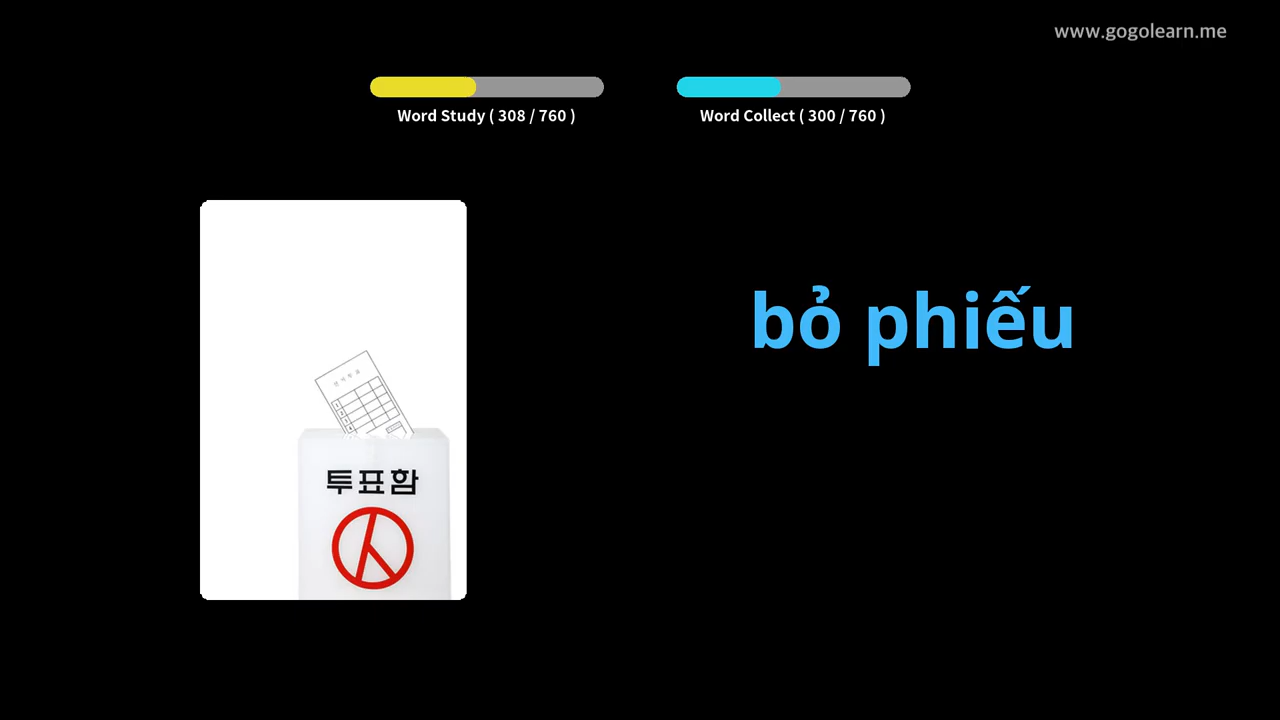 www.gogolearn.me
Word Study ( 308 / 760 )
Word Collect ( 300 / 760 )
bỏ phiếu
투표함